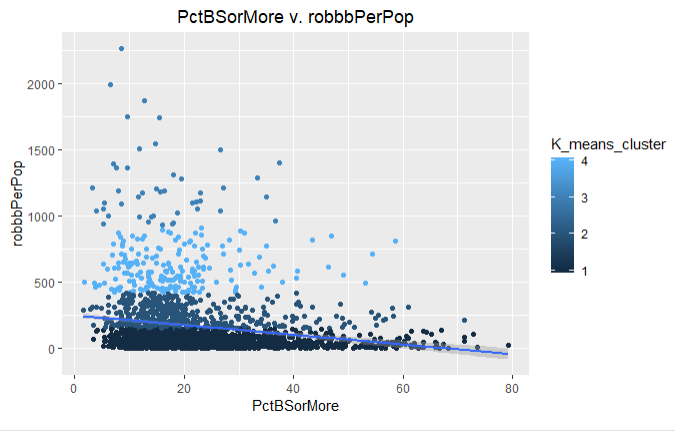 PctBSorMore v. robbbPerPop
robbbPerPop
2000
1500
1000
500
0
0 20 40 60 80
PctBSorMore
K_means_cluster
4
3
2
1